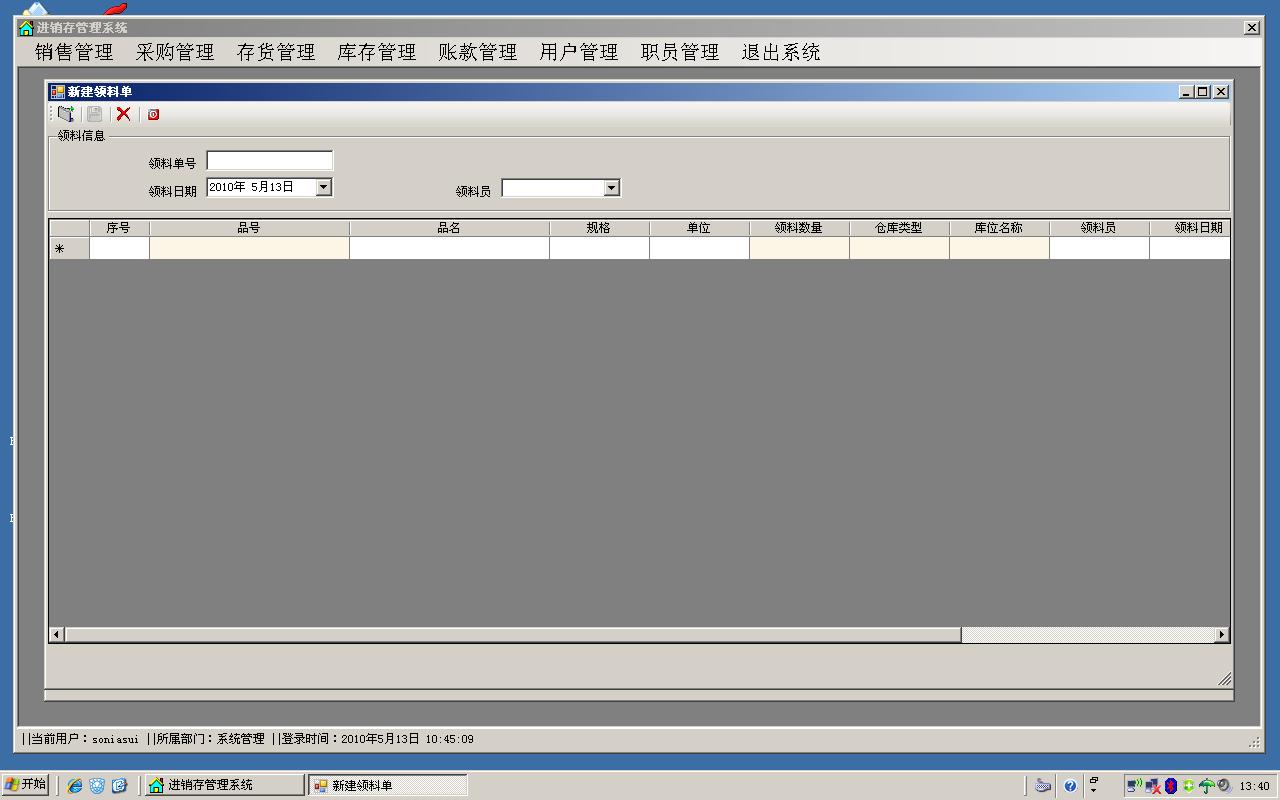 进销存管理系统
销售管理 采购管理 存货管理 库存管理 账款管理 用户管理 职员管理 退出系统
新建领料单
领料信息
领料单号
领料日期 2010年 5月13日 领料员
序号 品号 品名 规格 单位 领料数量 仓库类型 库位名称 领料员 领料日期
||当前用户：soniasui ||所属部门：系统管理 ||登录时间：2010年5月13日 10:45:09
开始 进销存管理系统 新建领料单 13:40